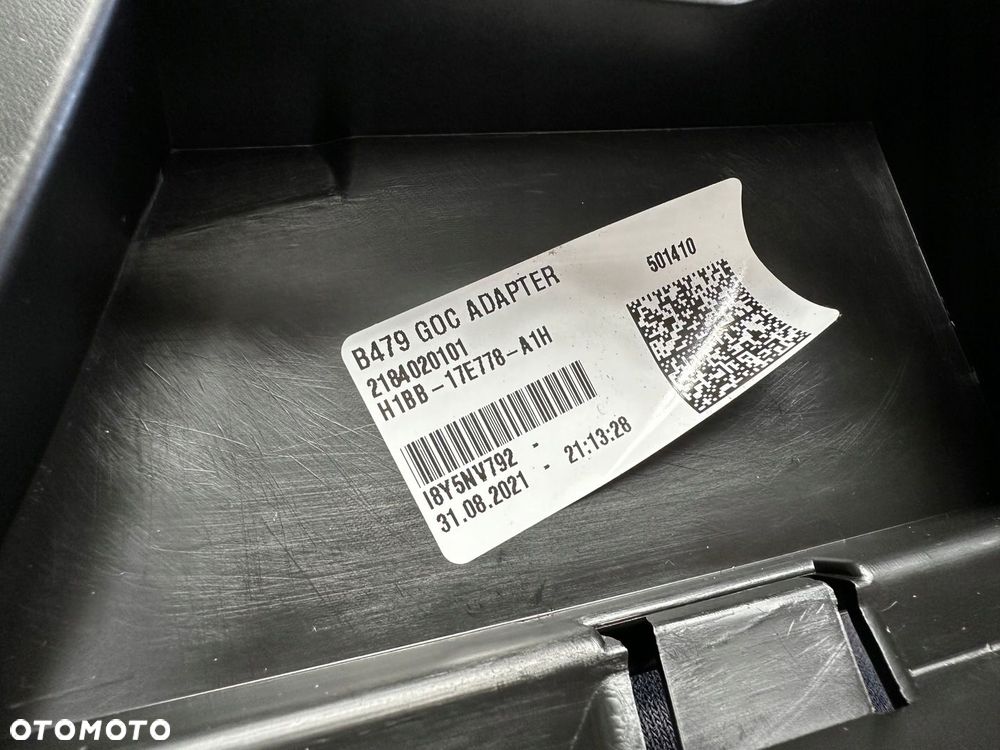 B479 GOC ADAPTER
2184020101
H1BB-17E778-A1H
501410
I8Y5NV792 -
31.08.2021 - 21:13:28
OTOMOTO